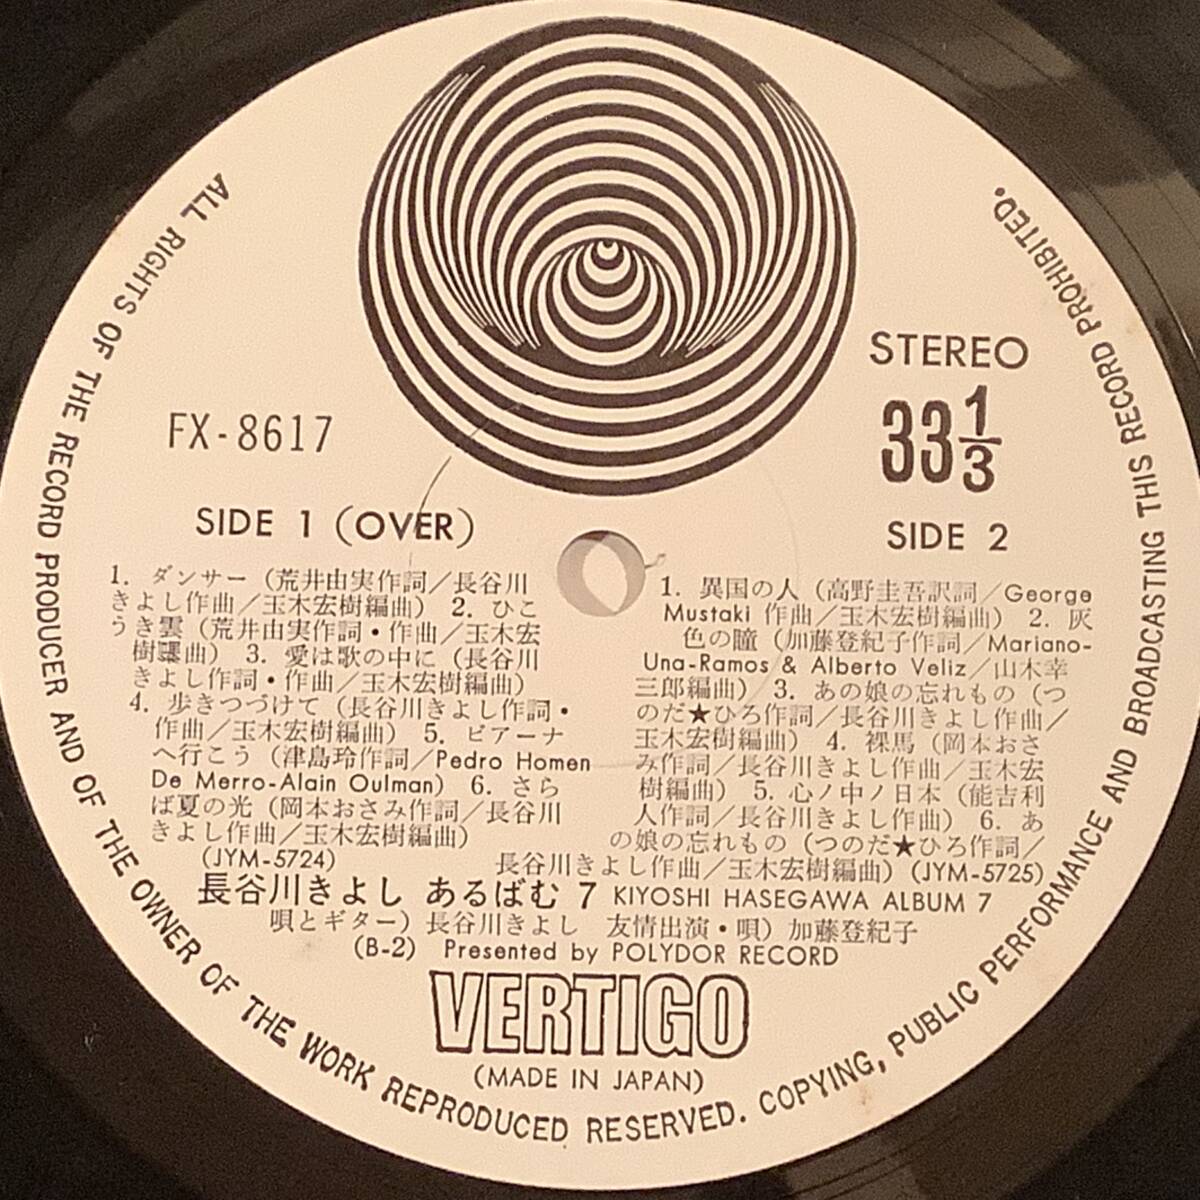 ALL RIGHTS OF THE RECORD PRODUCER AND OF THE OWNER OF THE WORK REPRODUCED RESERVED. COPYING, PUBLIC PERFORMANCE AND BROADCASTING THIS RECORD PROHIBITED.
STEREO
33 1/3
FX-8617
SIDE 1 (OVER)
1. ダンサー (荒井由実作詞/長谷川
きよし作曲/玉木宏樹編曲) 2. ひこ
うき雲 (荒井由実作詞・作曲/玉木宏
樹編曲) 3. 愛は歌の中に (長谷川
きよし作詞・作曲/玉木宏樹編曲)
4. 歩きつづけて (長谷川きよし作詞・
作曲/玉木宏樹編曲) 5. ビアーナ
へ行こう (津島玲作詞/Pedro Homen
De Merro-Alain Oulman) 6. さら
ば夏の光 (岡本おさみ作詞/長谷川
きよし作曲/玉木宏樹編曲)
(JYM-5724)
SIDE 2
1. 異国の人 (高野圭吾訳詞/George
Mustaki 作曲/玉木宏樹編曲) 2. 灰
色の瞳 (加藤登紀子作詞/Mariano-
Una-Ramos & Alberto Veliz/山木幸
三郎編曲) 3. あの娘の忘れもの (つ
のだ★ひろ作詞/長谷川きよし作曲/
玉木宏樹編曲) 4. 裸馬 (岡本おさ
み作詞/長谷川きよし作曲/玉木宏
樹編曲) 5. 心ノ中ノ日本 (能吉利
人作詞/長谷川きよし作曲) 6. あ
の娘の忘れもの (つのだ★ひろ作詞/
長谷川きよし作曲/玉木宏樹編曲) (JYM-5725)
長谷川きよし あるばむ 7 KIYOSHI HASEGAWA ALBUM 7
唄とギター) 長谷川きよし 友情出演・唄) 加藤登紀子
(B-2) Presented by POLYDOR RECORD
VERTIGO
(MADE IN JAPAN)